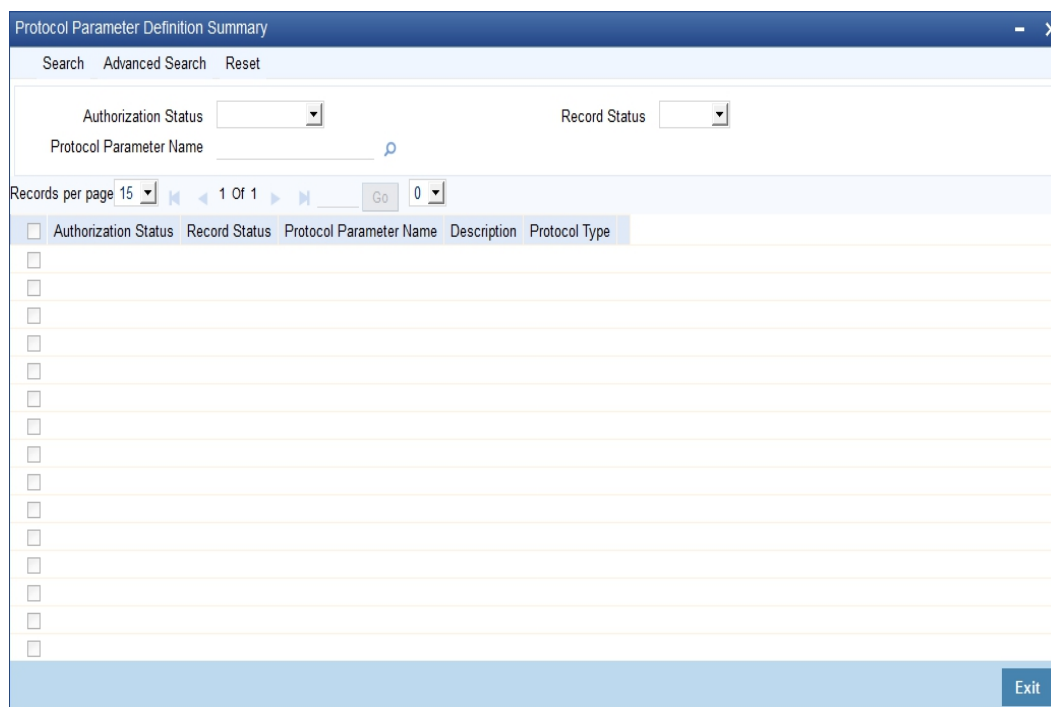 Protocol Parameter Definition Summary
Search Advanced Search Reset
Authorization Status Record Status
Protocol Parameter Name
Records per page 15 1 Of 1 Go 0
Authorization Status Record Status Protocol Parameter Name Description Protocol Type
Exit